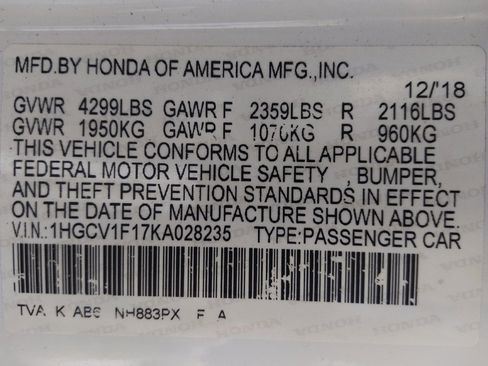 MFD.BY HONDA OF AMERICA MFG.,INC.
12/'18
GVWR 4299LBS GAWR F 2359LBS R 2116LBS
GVWR 1950KG GAWR F 1070KG R 960KG
THIS VEHICLE CONFORMS TO ALL APPLICABLE
FEDERAL MOTOR VEHICLE SAFETY , BUMPER,
AND THEFT PREVENTION STANDARDS IN EFFECT
ON THE DATE OF MANUFACTURE SHOWN ABOVE.
V.I.N.:1HGCV1F17KA028235 TYPE:PASSENGER CAR
TVA K ABS NH883PX F A